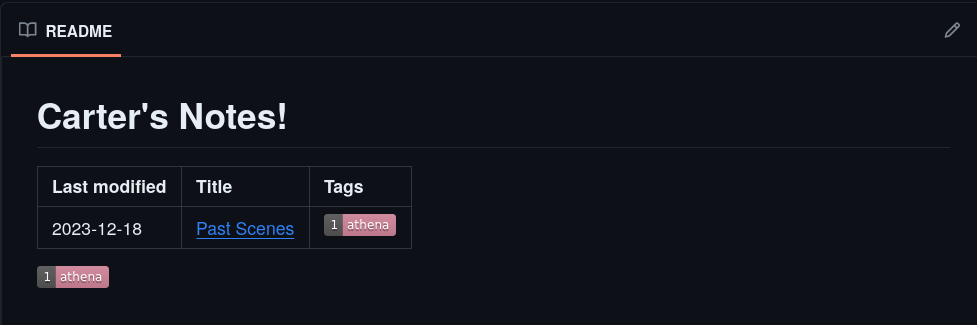 README
Carter's Notes!
Last modified Title Tags
2023-12-18 Past Scenes 1 athena
1 athena